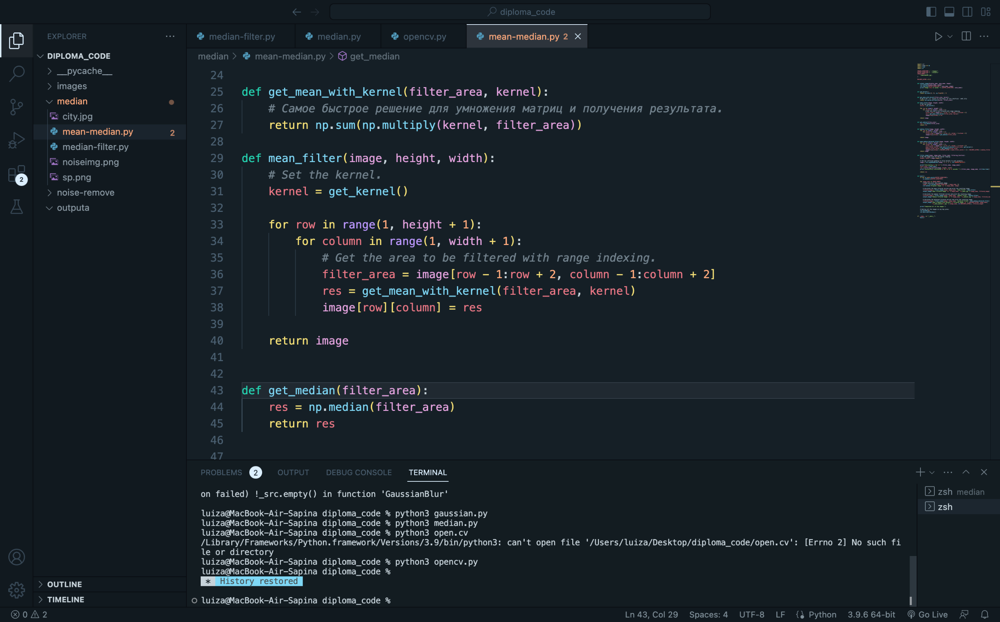 diploma_code
EXPLORER
DIPLOMA_CODE
__pycache__
images
median
city.jpg
mean-median.py 2
median-filter.py
noiseimg.png
sp.png
noise-remove
outputa
OUTLINE
TIMELINE
2
median-filter.py
median.py
opencv.py
mean-median.py 2
median > mean-median.py > get_median
24
25 def get_mean_with_kernel(filter_area, kernel):
26 # Самое быстрое решение для умножения матриц и получения результата.
27 return np.sum(np.multiply(kernel, filter_area))
28
29 def mean_filter(image, height, width):
30 # Set the kernel.
31 kernel = get_kernel()
32
33 for row in range(1, height + 1):
34 for column in range(1, width + 1):
35 # Get the area to be filtered with range indexing.
36 filter_area = image[row - 1:row + 2, column - 1:column + 2]
37 res = get_mean_with_kernel(filter_area, kernel)
38 image[row][column] = res
39
40 return image
41
42
43 def get_median(filter_area):
44 res = np.median(filter_area)
45 return res
46
47
PROBLEMS 2 OUTPUT DEBUG CONSOLE TERMINAL
on failed) !_src.empty() in function 'GaussianBlur'
luiza@MacBook-Air-Sapina diploma_code % python3 gaussian.py
luiza@MacBook-Air-Sapina diploma_code % python3 median.py
luiza@MacBook-Air-Sapina diploma_code % python3 open.cv
/Library/Frameworks/Python.framework/Versions/3.9/bin/python3: can't open file '/Users/luiza/Desktop/diploma_code/open.cv': [Errno 2] No such fi
le or directory
luiza@MacBook-Air-Sapina diploma_code % python3 opencv.py
luiza@MacBook-Air-Sapina diploma_code %
* History restored
luiza@MacBook-Air-Sapina diploma_code %
zsh median
zsh
0 2
Ln 43, Col 29 Spaces: 4 UTF-8 LF Python 3.9.6 64-bit Go Live